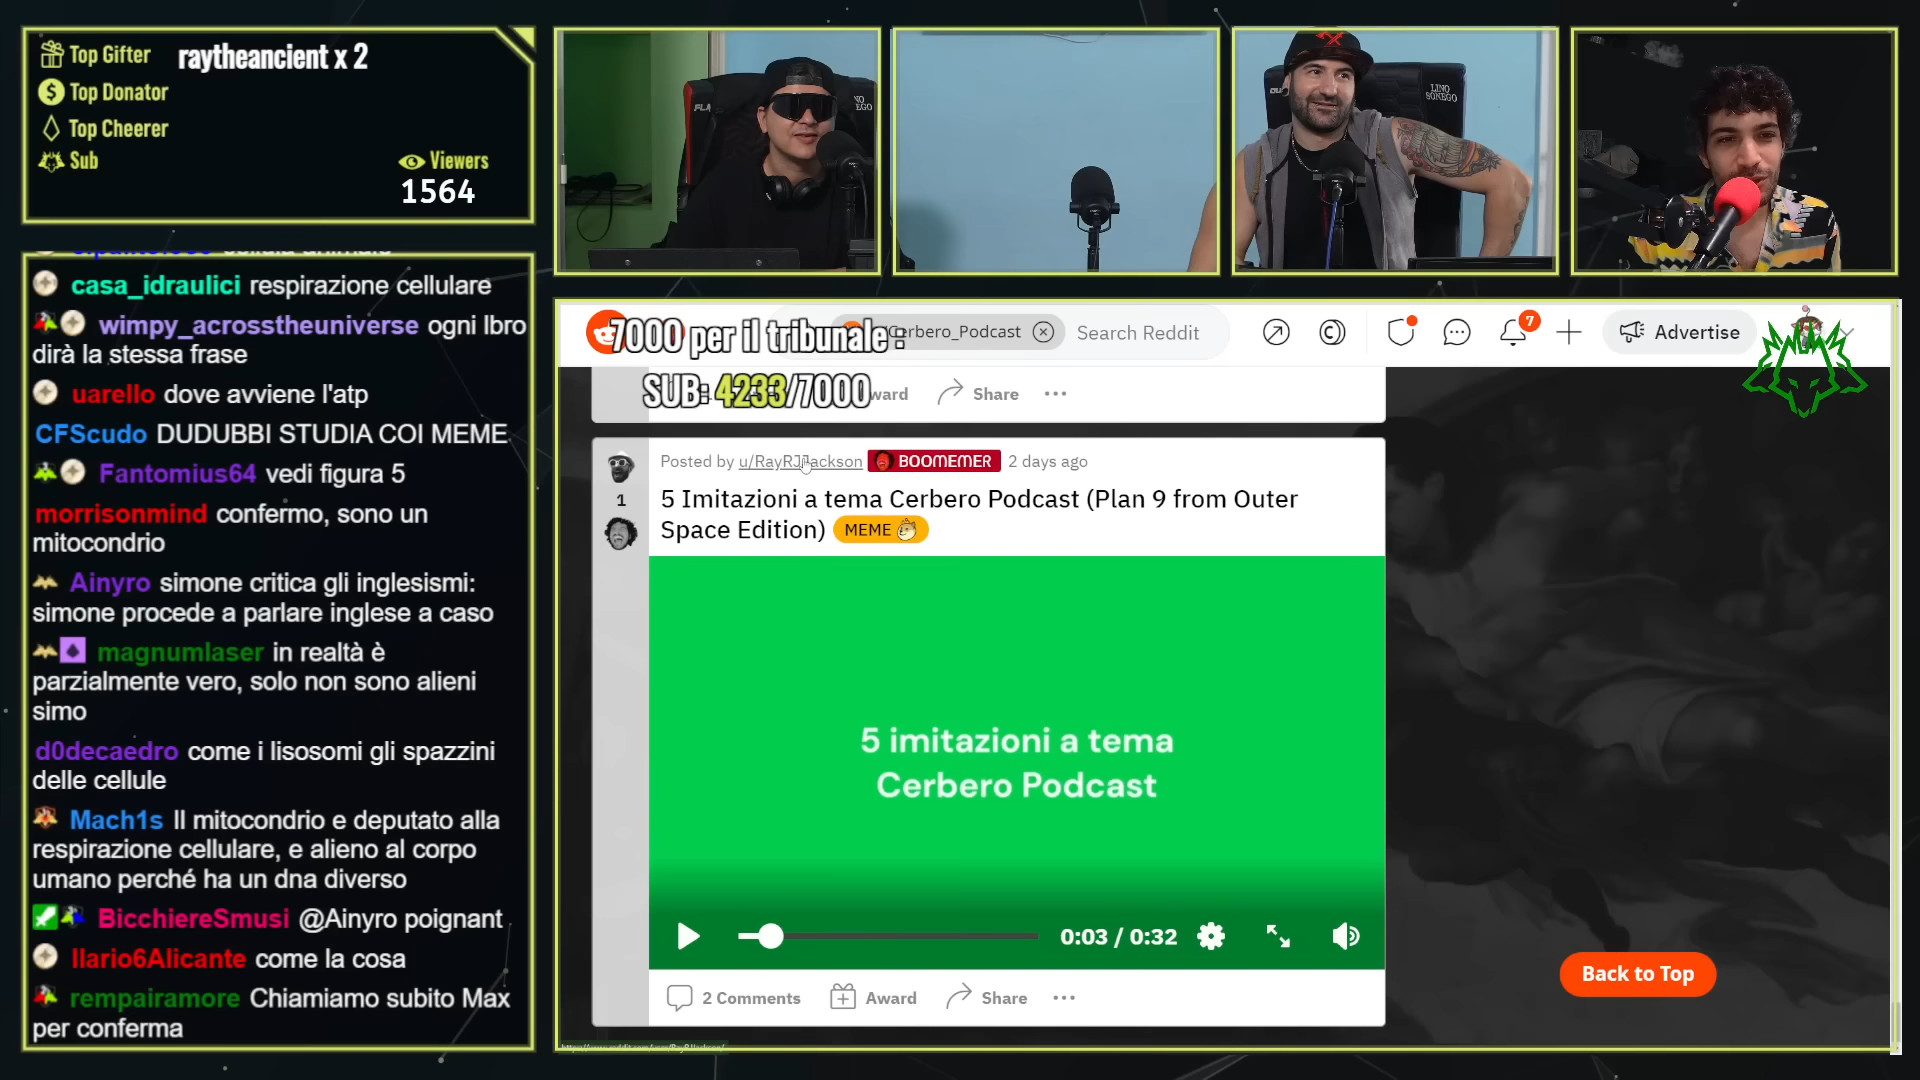 Top Gifter raytheancient x 2
Top Donator
Top Cheerer
Sub
Viewers
1564
casa_idraulici respirazione cellulare
wimpy_acrosstheuniverse ogni lbro
dirà la stessa frase
uarello dove avviene l'atp
CFScudo DUDUBBI STUDIA COI MEME
Fantomius64 vedi figura 5
morrisonmind confermo, sono un
mitocondrio
Ainyro simone critica gli inglesismi:
simone procede a parlare inglese a caso
magnumlaser in realtà è
parzialmente vero, solo non sono alieni
simo
d0decaedro come i lisosomi gli spazzini
delle cellule
Mach1s Il mitocondrio e deputato alla
respirazione cellulare, e alieno al corpo
umano perché ha un dna diverso
BicchiereSmusi @Ainyro poignant
Ilario6Alicante come la cosa
rempairamore Chiamiamo subito Max
per conferma
LINO
SONEGO
7000 per il tribunale :
SUB: 4233/7000
Cerbero_Podcast
Search Reddit
7
Advertise
ward
Share
Posted by u/RayRJJackson BOOMEMER 2 days ago
1
5 Imitazioni a tema Cerbero Podcast (Plan 9 from Outer
Space Edition) MEME
5 imitazioni a tema
Cerbero Podcast
0:03 / 0:32
2 Comments
Award
Share
Back to Top